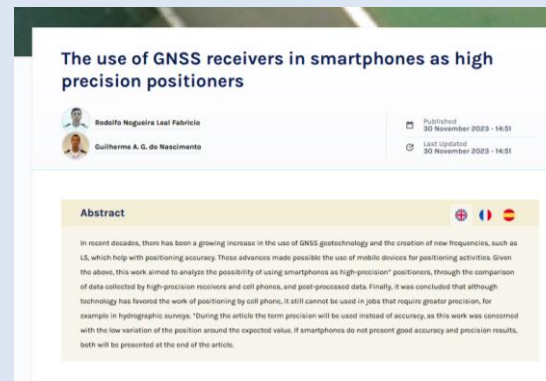 The use of GNSS receivers in smartphones as high
precision positioners
Rodolfo Nogueira Leal Fabrício
Guilherme A. G. do Nascimento
Published
30 November 2023 - 14:51
Last Updated
30 November 2023 - 14:51
Abstract
In recent decades, there has been a growing increase in the use of GNSS geotechnology and the creation of new frequencies, such as
L5, which help with positioning accuracy. These advances made possible the use of mobile devices for positioning activities. Given
the above, this work aimed to analyze the possibility of using smartphones as high-precision* positioners, through the comparison
of data collected by high-precision receivers and cell phones, and post-processed data. Finally, it was concluded that although
technology has favored the work of positioning by cell phone, it still cannot be used in jobs that require greater precision, for
example in hydrographic surveys. *During the article the term precision will be used instead of accuracy, as this work was concerned
with the low variation of the position around the expected value. If smartphones do not present good accuracy and precision results,
both will be presented at the end of the article.